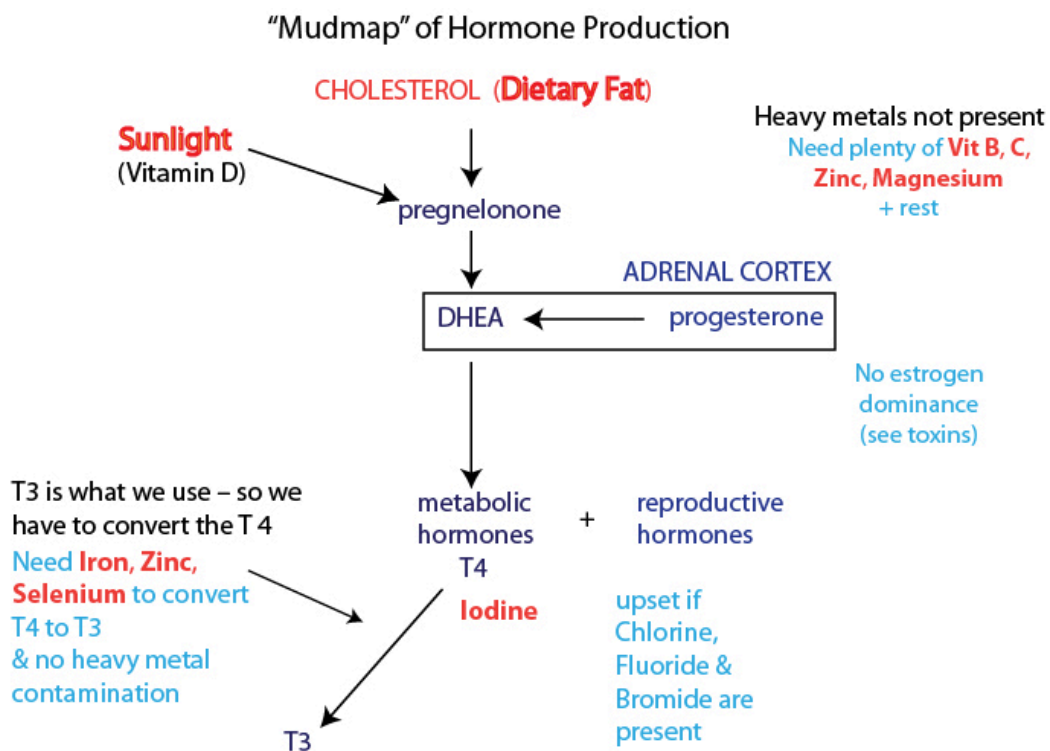 “Mudmap” of Hormone Production
CHOLESTEROL (Dietary Fat)
Sunlight
(Vitamin D)
Heavy metals not present
Need plenty of Vit B, C,
Zinc, Magnesium
+ rest
pregnelonone
ADRENAL CORTEX
DHEA
progesterone
No estrogen
dominance
(see toxins)
T3 is what we use – so we
have to convert the T 4
Need Iron, Zinc,
Selenium to convert
T4 to T3
& no heavy metal
contamination
metabolic
hormones
T4
+
reproductive
hormones
Iodine
upset if
Chlorine,
Fluoride &
Bromide are
present
T3